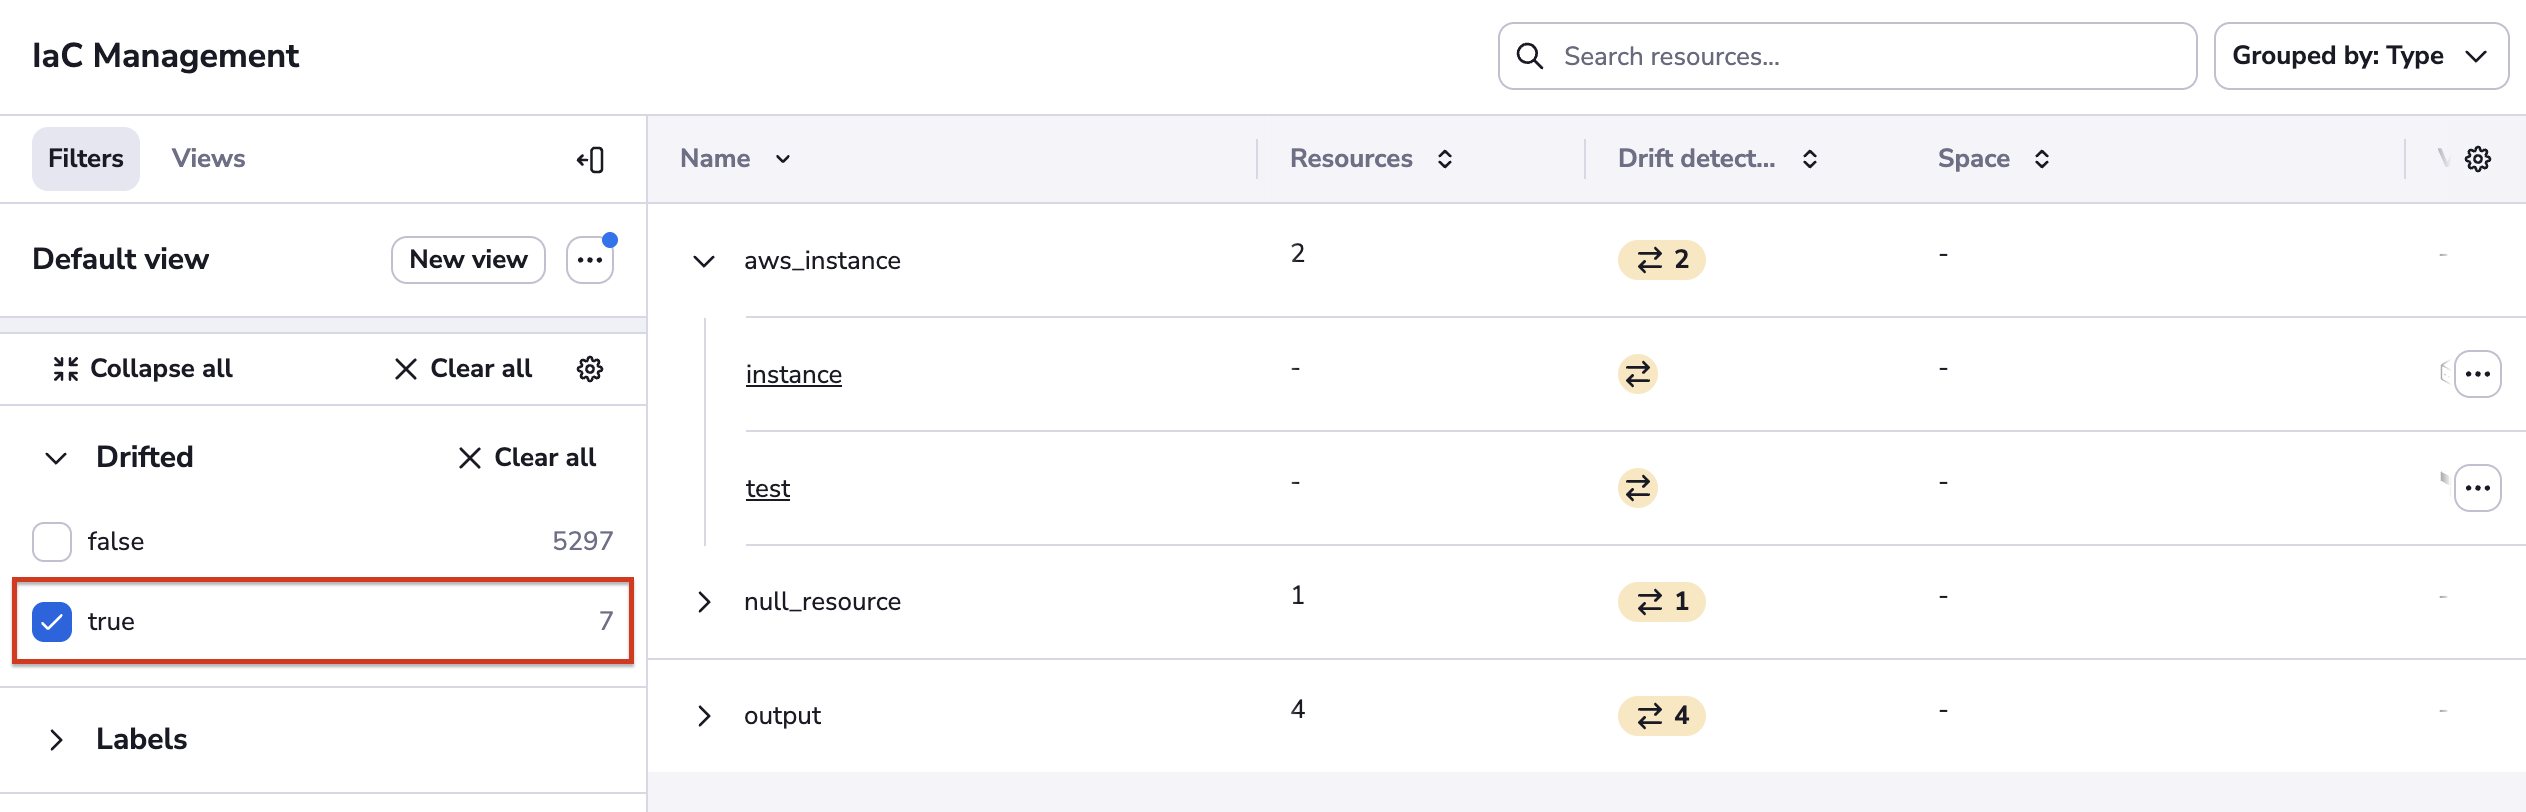 IaC Management
Search resources...
Grouped by: Type
Filters
Views
Name
Resources
Drift detect...
Space
Default view
New view
Collapse all
Clear all
Drifted
Clear all
false
5297
true
7
Labels
aws_instance
2
2
-
-
instance
-
-
test
-
-
null_resource
1
1
-
-
output
4
4
-
-